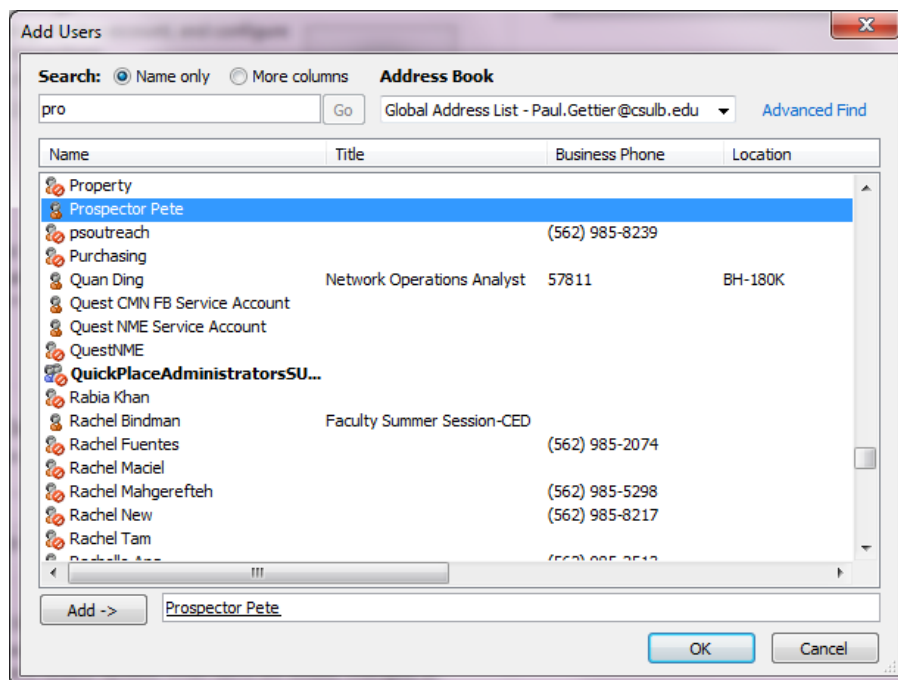 Add Users
Search: Name only More columns Address Book
pro Go Global Address List - Paul.Gettier@csulb.edu Advanced Find
Name Title Business Phone Location
Property
Prospector Pete
psoutreach (562) 985-8239
Purchasing
Quan Ding Network Operations Analyst 57811 BH-180K
Quest CMN FB Service Account
Quest NME Service Account
QuestNME
QuickPlaceAdministratorsSU...
Rabia Khan
Rachel Bindman Faculty Summer Session-CED
Rachel Fuentes (562) 985-2074
Rachel Maciel
Rachel Mahgerefteh (562) 985-5298
Rachel New (562) 985-8217
Rachel Tam
Add -> Prospector Pete
OK Cancel